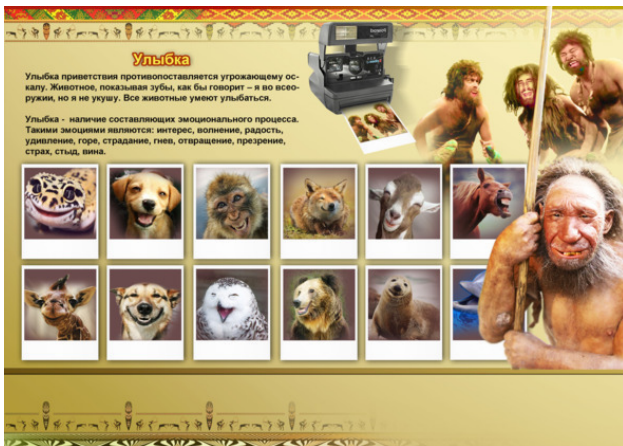 Улыбка
Улыбка приветствия противопоставляется угрожающему ос-
калу. Животное, показывая зубы, как бы говорит – я во всео-
ружии, но я не укушу. Все животные умеют улыбаться.
Улыбка - наличие составляющих эмоционального процесса.
Такими эмоциями являются: интерес, волнение, радость,
удивление, горе, страдание, гнев, отвращение, презрение,
страх, стыд, вина.